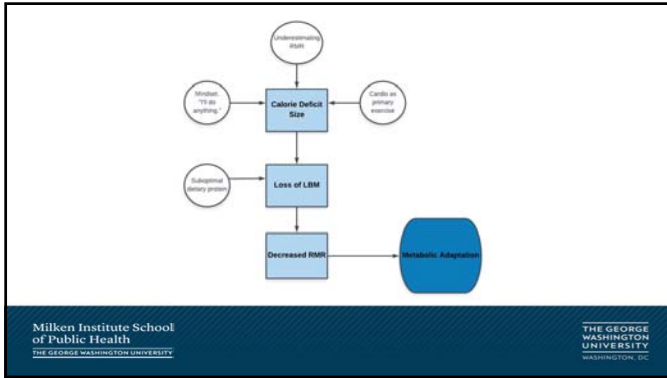 Underestimating
RMR
Mindset.
"I'll do
anything."
Calorie Deficit
Size
Cardio as
primary
exercise
Suboptimal
dietary protein
Loss of LBM
Decreased RMR
Metabolic Adaptation
Milken Institute School
of Public Health
THE GEORGE WASHINGTON UNIVERSITY
THE GEORGE
WASHINGTON
UNIVERSITY
WASHINGTON, DC